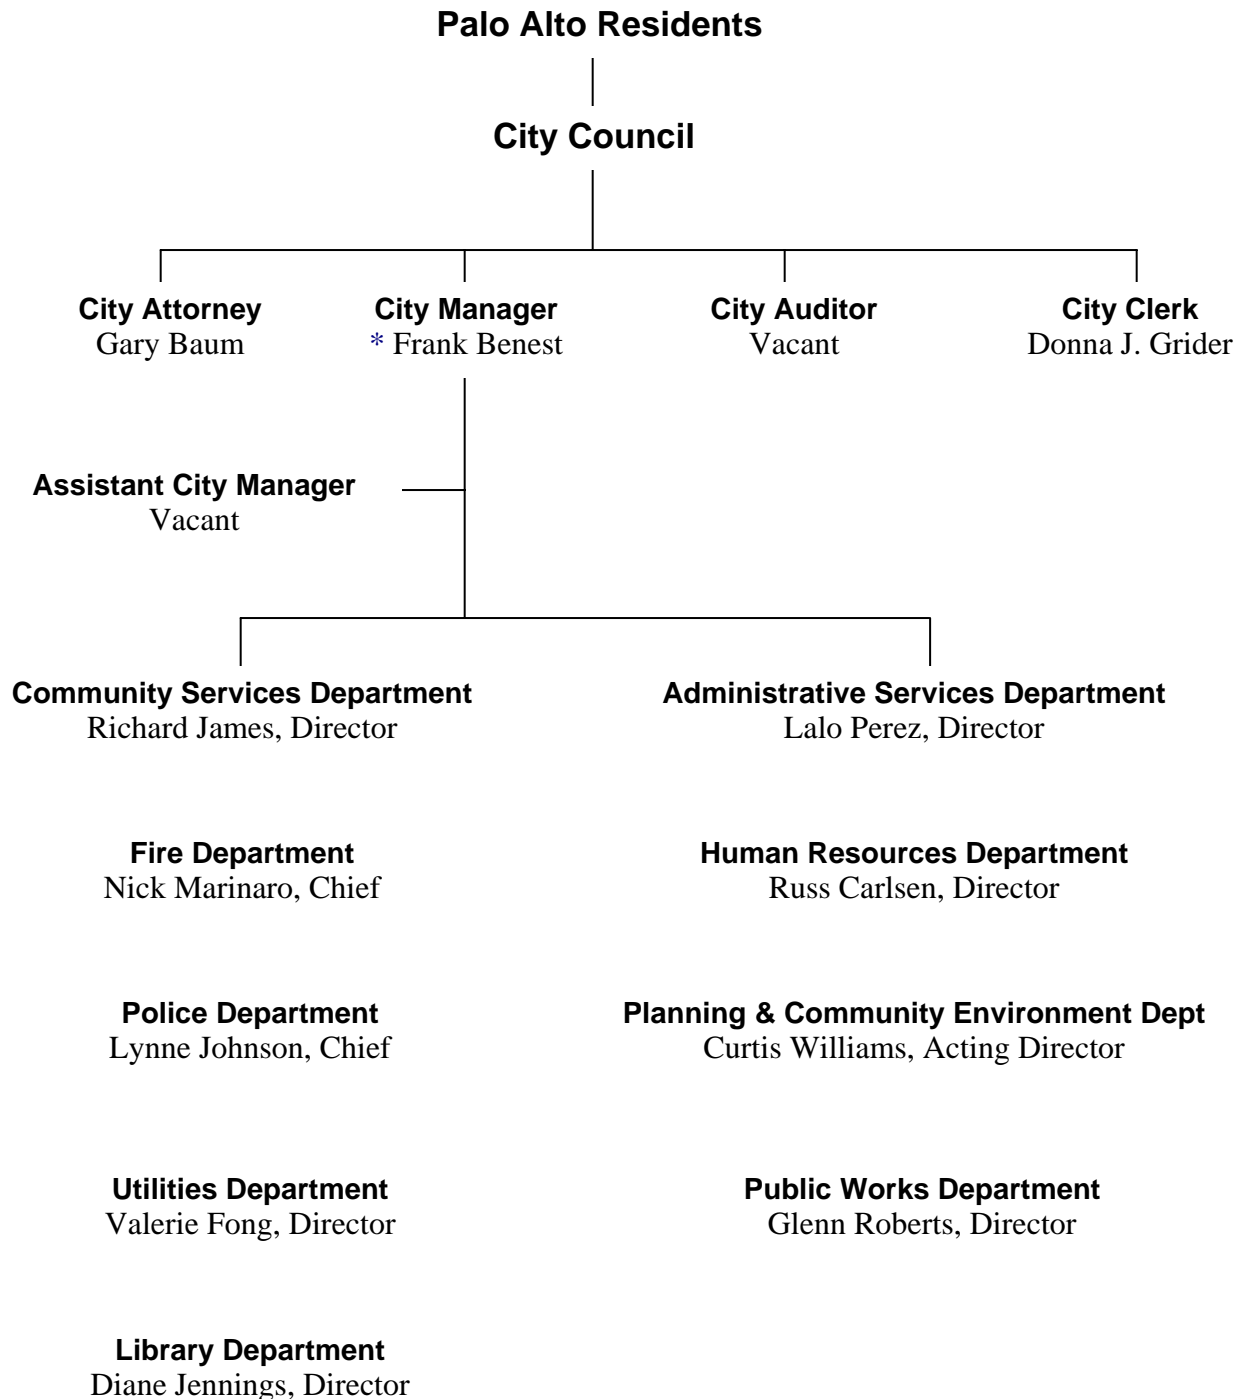 Palo Alto Residents
City Council
City Attorney
Gary Baum
City Manager
* Frank Benest
City Auditor
Vacant
City Clerk
Donna J. Grider
Assistant City Manager
Vacant
Community Services Department
Richard James, Director
Administrative Services Department
Lalo Perez, Director
Fire Department
Nick Marinaro, Chief
Human Resources Department
Russ Carlsen, Director
Police Department
Lynne Johnson, Chief
Planning & Community Environment Dept
Curtis Williams, Acting Director
Utilities Department
Valerie Fong, Director
Public Works Department
Glenn Roberts, Director
Library Department
Diane Jennings, Director